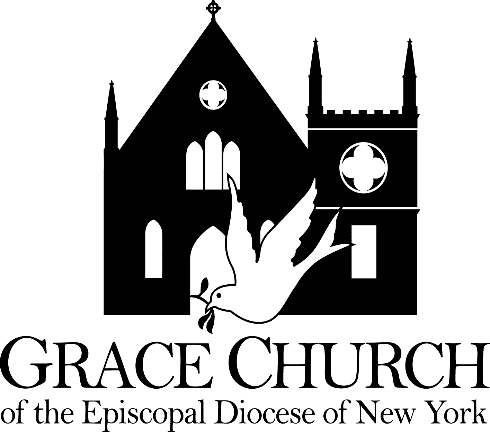 GRACE CHURCH
of the Episcopal Diocese of New York